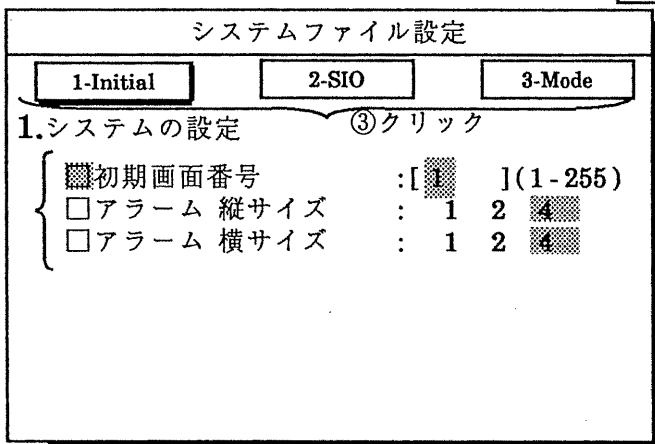 システムファイル設定
1-Initial 2-SIO 3-Mode
1.システムの設定 ③クリック
初期画面番号 :[ 1 ](1-255)
□アラーム 縦サイズ : 1 2 4
□アラーム 横サイズ : 1 2 4